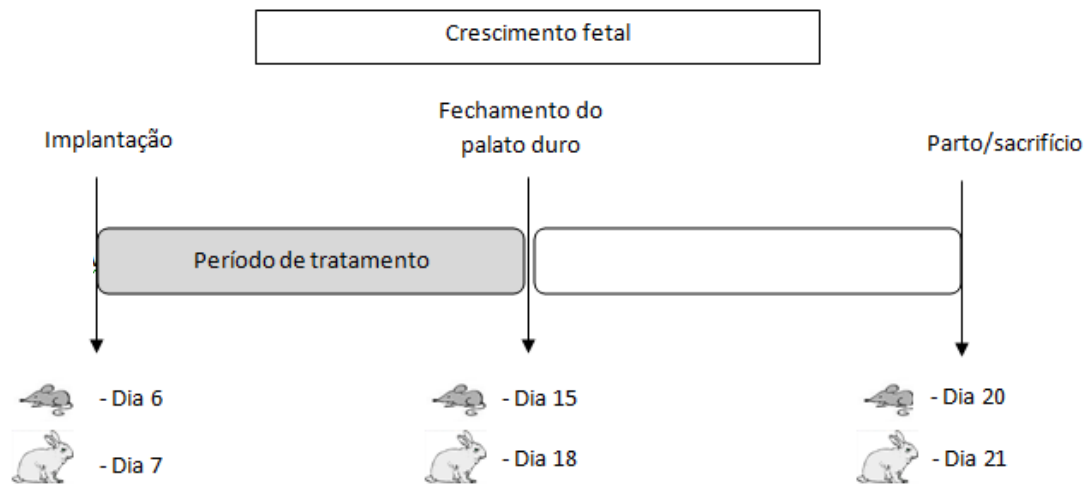 Crescimento fetal
Implantação
Fechamento do
palato duro
Parto/sacrifício
Período de tratamento
- Dia 6
- Dia 15
- Dia 20
- Dia 7
- Dia 18
- Dia 21